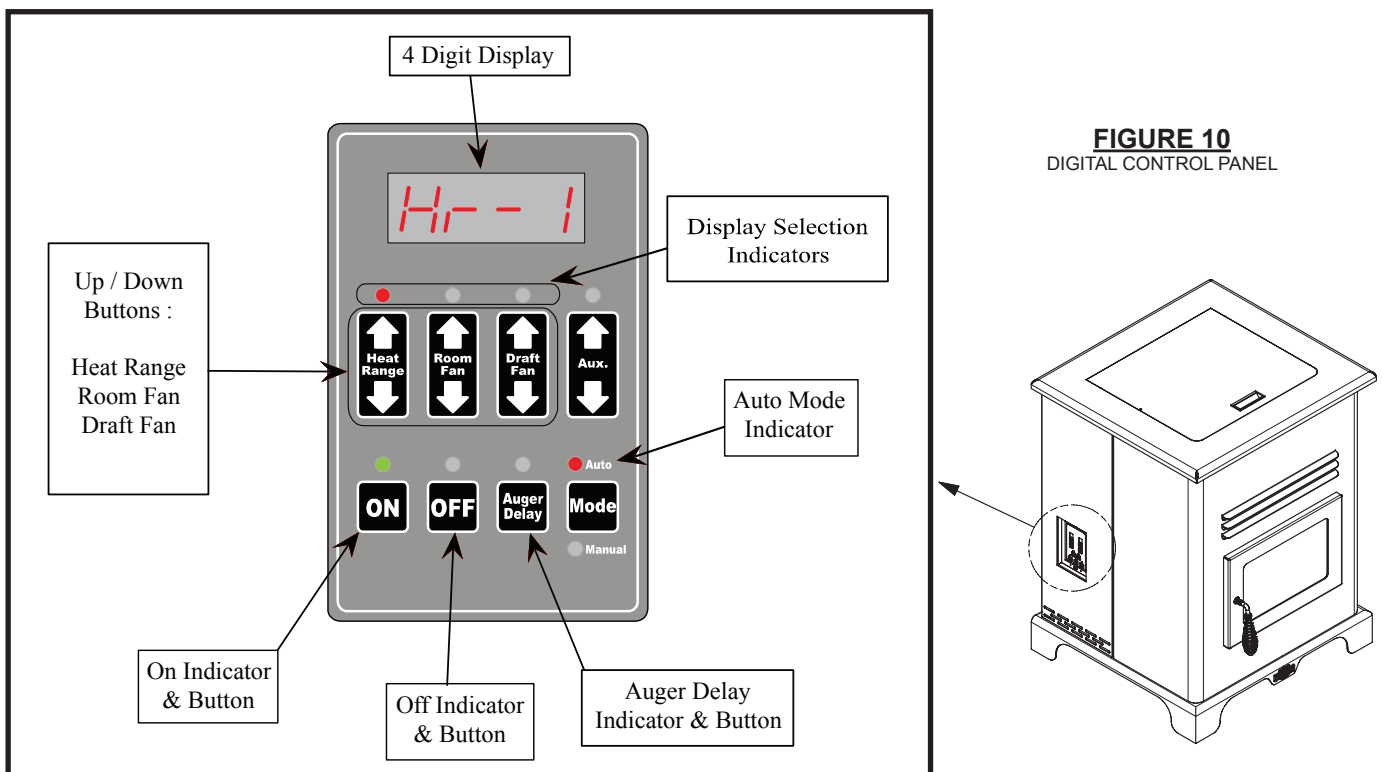 4 Digit Display
FIGURE 10
DIGITAL CONTROL PANEL
Hr--1
Display Selection
Indicators
Up / Down
Buttons :
Heat Range
Room Fan
Draft Fan
Heat
Range
Room
Fan
Draft
Fan
Aux.
Auto Mode
Indicator
Auto
ON
OFF
Auger
Delay
Mode
Manual
On Indicator
& Button
Off Indicator
& Button
Auger Delay
Indicator & Button